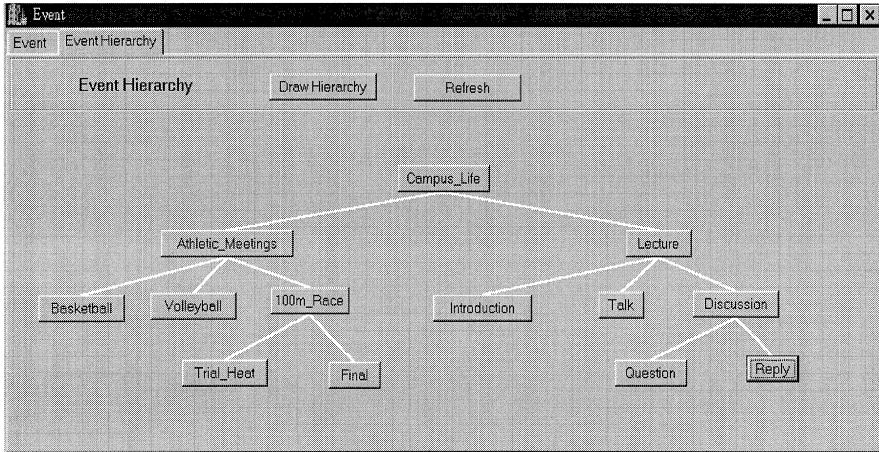 Event
Event Event Hierarchy
Event Hierarchy Draw Hierarchy Refresh
Campus_Life
Athletic_Meetings Lecture
Basketball Volleyball 100m_Race Introduction Talk Discussion
Trial_Heat Final Question Reply